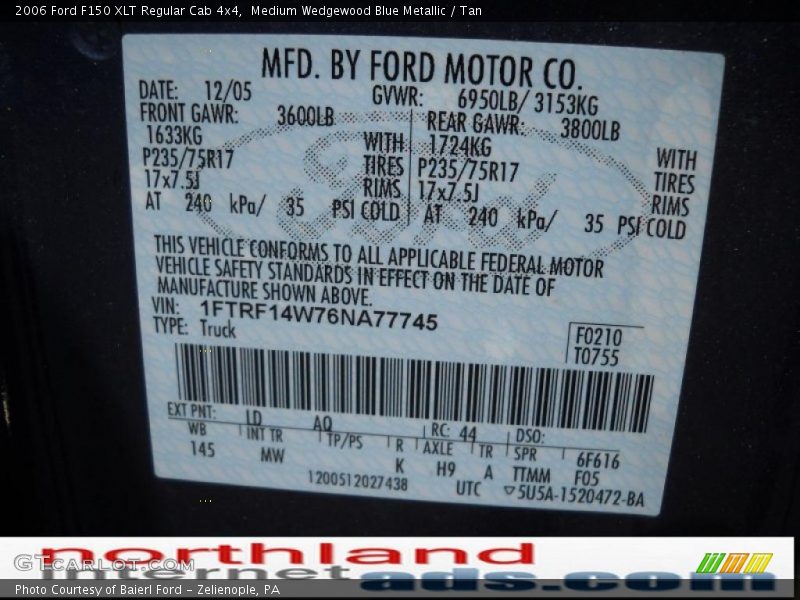 2006 Ford F150 XLT Regular Cab 4x4,  Medium Wedgewood Blue Metallic / Tan
MFD. BY FORD MOTOR CO.
DATE: 12/05 GVWR: 6950LB/ 3153KG
FRONT GAWR: 3600LB REAR GAWR: 3800LB
1633KG WITH 1724KG WITH
P235/75R17 TIRES P235/75R17 TIRES
17x7.5J RIMS 17x7.5J RIMS
AT 240 kPa/ 35 PSI COLD AT 240 kPa/ 35 PSI COLD
Ford
THIS VEHICLE CONFORMS TO ALL APPLICABLE FEDERAL MOTOR
VEHICLE SAFETY STANDARDS IN EFFECT ON THE DATE OF
MANUFACTURE SHOWN ABOVE.
VIN: 1FTRF14W76NA77745
TYPE: Truck
F0210
T0755
EXT PNT: LD AQ RC: 44 DSO:
WB INT TR TP/PS R AXLE TR SPR 6F616
145 MW K H9 A TTMM F05
1200512027438 UTC ▽5U5A-1520472-BA
northland
internet ads.com
GTCARLOT.com
Photo Courtesy of Baierl Ford - Zelienople, PA